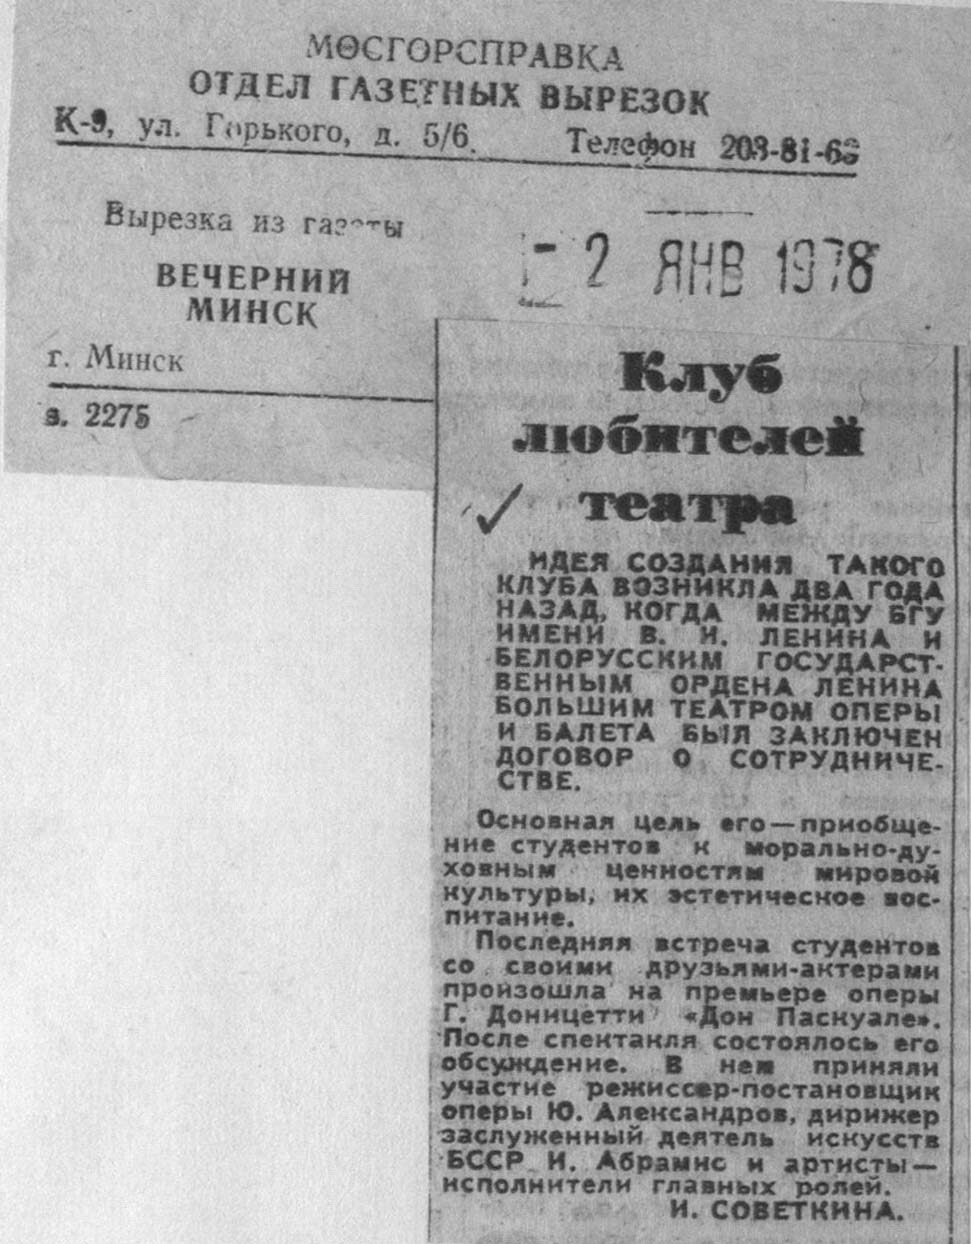 МОСГОРСПРАВКА
ОТДЕЛ ГАЗЕТНЫХ ВЫРЕЗОК
К-9, ул. Горького, д. 5/6. Телефон 203-81-63
Вырезка из газеты
ВЕЧЕРНИЙ
МИНСК
- 2 ЯНВ 1978
г. Минск
з. 2275
Клуб
любителей
театра
ИДЕЯ СОЗДАНИЯ ТАКОГО
КЛУБА ВОЗНИКЛА ДВА ГОДА
НАЗАД, КОГДА МЕЖДУ БГУ
ИМЕНИ В. И. ЛЕНИНА И
БЕЛОРУССКИМ ГОСУДАРСТ-
ВЕННЫМ ОРДЕНА ЛЕНИНА
БОЛЬШИМ ТЕАТРОМ ОПЕРЫ
И БАЛЕТА БЫЛ ЗАКЛЮЧЕН
ДОГОВОР О СОТРУДНИЧЕ-
СТВЕ.
Основная цель его — приобще-
ние студентов к морально-ду-
ховным ценностям мировой
культуры, их эстетическое вос-
питание.
Последняя встреча студентов
со своими друзьями-актерами
произошла на премьере оперы
Г. Доницетти «Дон Паскуале».
После спектакля состоялось его
обсуждение. В нем приняли
участие режиссер-постановщик
оперы Ю. Александров, дирижер
заслуженный деятель искусств
БССР И. Абрамис и артисты —
исполнители главных ролей.
И. СОВЕТКИНА.